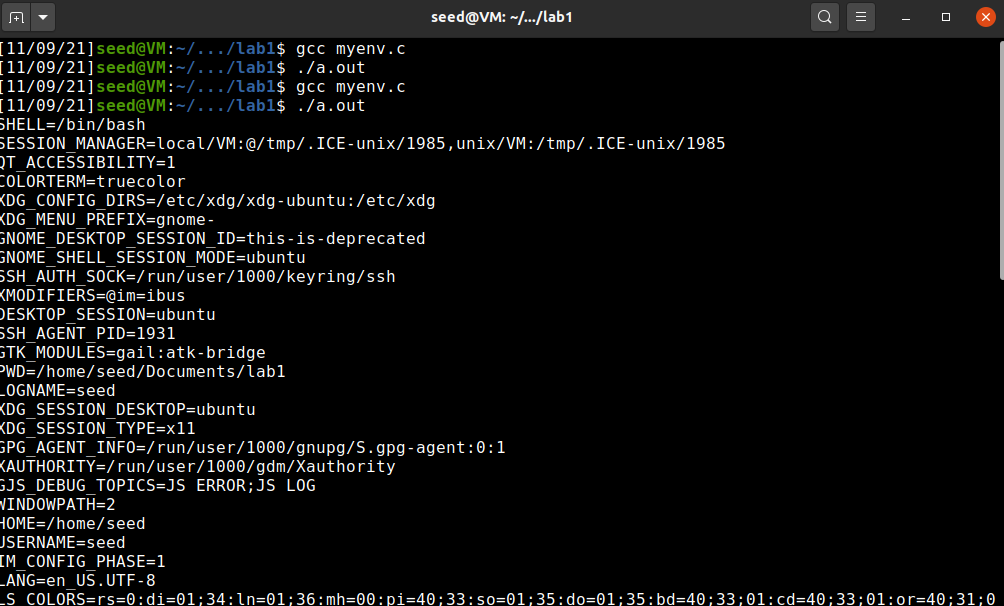 seed@VM: ~/.../lab1
[11/09/21]seed@VM:~/.../lab1$ gcc myenv.c
[11/09/21]seed@VM:~/.../lab1$ ./a.out
[11/09/21]seed@VM:~/.../lab1$ gcc myenv.c
[11/09/21]seed@VM:~/.../lab1$ ./a.out
SHELL=/bin/bash
SESSION_MANAGER=local/VM:@/tmp/.ICE-unix/1985,unix/VM:/tmp/.ICE-unix/1985
QT_ACCESSIBILITY=1
COLORTERM=truecolor
XDG_CONFIG_DIRS=/etc/xdg/xdg-ubuntu:/etc/xdg
XDG_MENU_PREFIX=gnome-
GNOME_DESKTOP_SESSION_ID=this-is-deprecated
GNOME_SHELL_SESSION_MODE=ubuntu
SSH_AUTH_SOCK=/run/user/1000/keyring/ssh
XMODIFIERS=@im=ibus
DESKTOP_SESSION=ubuntu
SSH_AGENT_PID=1931
GTK_MODULES=gail:atk-bridge
PWD=/home/seed/Documents/lab1
LOGNAME=seed
XDG_SESSION_DESKTOP=ubuntu
XDG_SESSION_TYPE=x11
GPG_AGENT_INFO=/run/user/1000/gnupg/S.gpg-agent:0:1
XAUTHORITY=/run/user/1000/gdm/Xauthority
GJS_DEBUG_TOPICS=JS ERROR;JS LOG
WINDOWPATH=2
HOME=/home/seed
USERNAME=seed
IM_CONFIG_PHASE=1
LANG=en_US.UTF-8
LS_COLORS=rs=0:di=01;34:ln=01;36:mh=00:pi=40;33:so=01;35:do=01;35:bd=40;33;01:cd=40;33;01:or=40;31;0